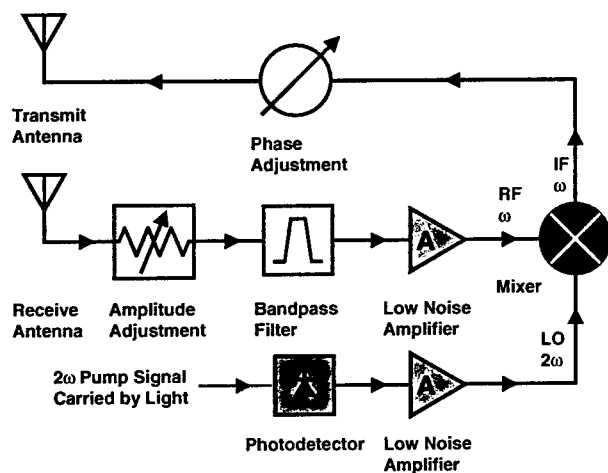 Transmit
Antenna
Phase
Adjustment
IF
ω
RF
ω
A
Mixer
Receive
Antenna
Amplitude
Adjustment
Bandpass
Filter
Low Noise
Amplifier
LO
2ω
2ω Pump Signal
Carried by Light
A
Photodetector
Low Noise
Amplifier